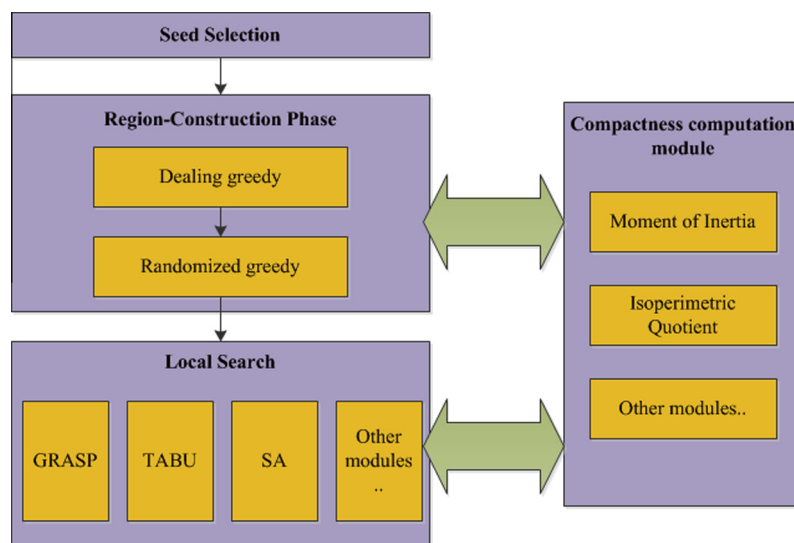 Seed Selection
Region-Construction Phase
Dealing greedy
Randomized greedy
Local Search
GRASP
TABU
SA
Other
modules
..
Compactness computation
module
Moment of Inertia
Isoperimetric
Quotient
Other modules..